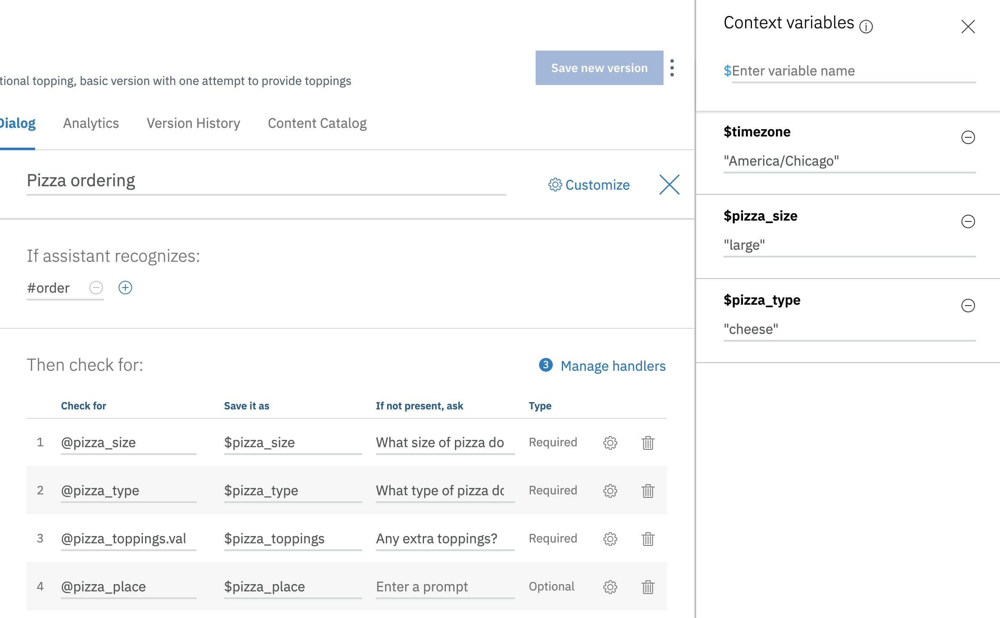 Save new version
tional topping, basic version with one attempt to provide toppings
Dialog Analytics Version History Content Catalog
Pizza ordering
Customize
If assistant recognizes:
#order
Then check for:
3 Manage handlers
Check for Save it as If not present, ask Type
1 @pizza_size $pizza_size What size of pizza do Required
2 @pizza_type $pizza_type What type of pizza do Required
3 @pizza_toppings.val $pizza_toppings Any extra toppings? Required
4 @pizza_place $pizza_place Enter a prompt Optional
Context variables
$Enter variable name
$timezone
"America/Chicago"
$pizza_size
"large"
$pizza_type
"cheese"